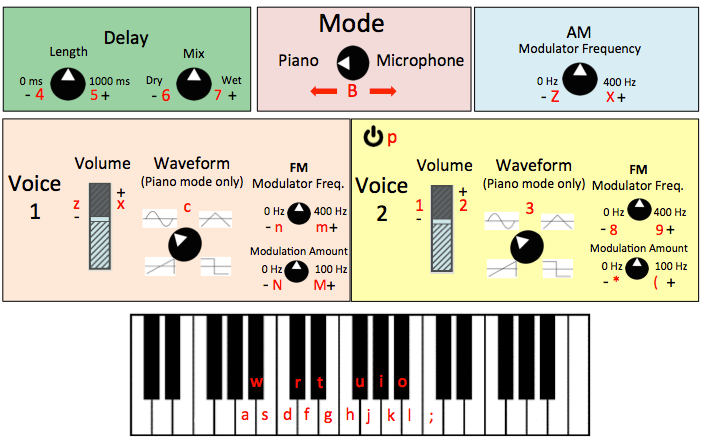 Delay
Length
Mix
0 ms
1000 ms
Dry
Wet
- 4
5 +
- 6
7 +
Mode
Piano
Microphone
B
AM
Modulator Frequency
0 Hz
400 Hz
- Z
X +
Voice
1
Volume
z
-
+
x
Waveform
(Piano mode only)
c
FM
Modulator Freq.
0 Hz
400 Hz
- n
m+
Modulation Amount
0 Hz
100 Hz
- N
M+
p
Voice
2
Volume
1
-
+
2
Waveform
(Piano mode only)
3
FM
Modulator Freq.
0 Hz
400 Hz
- 8
9+
Modulation Amount
0 Hz
100 Hz
- *
( +
w r t u i o
a s d f g h j k l ;